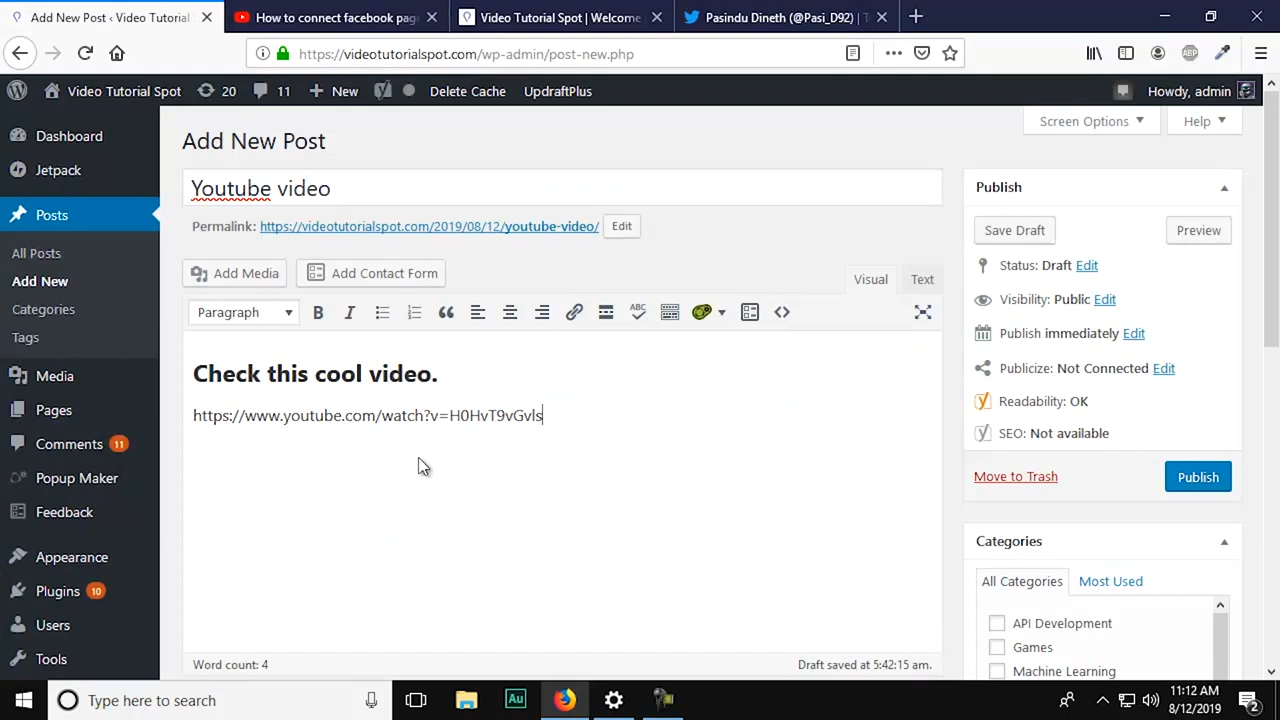 Add New Post ‹ Video Tutorial
How to connect facebook pag
Video Tutorial Spot | Welcome
Pasindu Dineth (@Pasi_D92) | T
https://videotutorialspot.com/wp-admin/post-new.php
ABP
Video Tutorial Spot
20
11
New
Delete Cache
UpdraftPlus
Howdy, admin
Dashboard
Jetpack
Posts
All Posts
Add New
Categories
Tags
Media
Pages
Comments 11
Popup Maker
Feedback
Appearance
Plugins 10
Users
Tools
Screen Options
Help
Add New Post
Youtube video
Permalink: https://videotutorialspot.com/2019/08/12/youtube-video/ Edit
Add Media
Add Contact Form
Visual
Text
Paragraph
B
I
ABC
Check this cool video.
https://www.youtube.com/watch?v=H0HvT9vGvls
Word count: 4
Draft saved at 5:42:15 am.
Publish
Save Draft
Preview
Status: Draft Edit
Visibility: Public Edit
Publish immediately Edit
Publicize: Not Connected Edit
Readability: OK
SEO: Not available
Move to Trash
Publish
Categories
All Categories
Most Used
API Development
Games
Machine Learning
Type here to search
Au
11:12 AM
8/12/2019
2